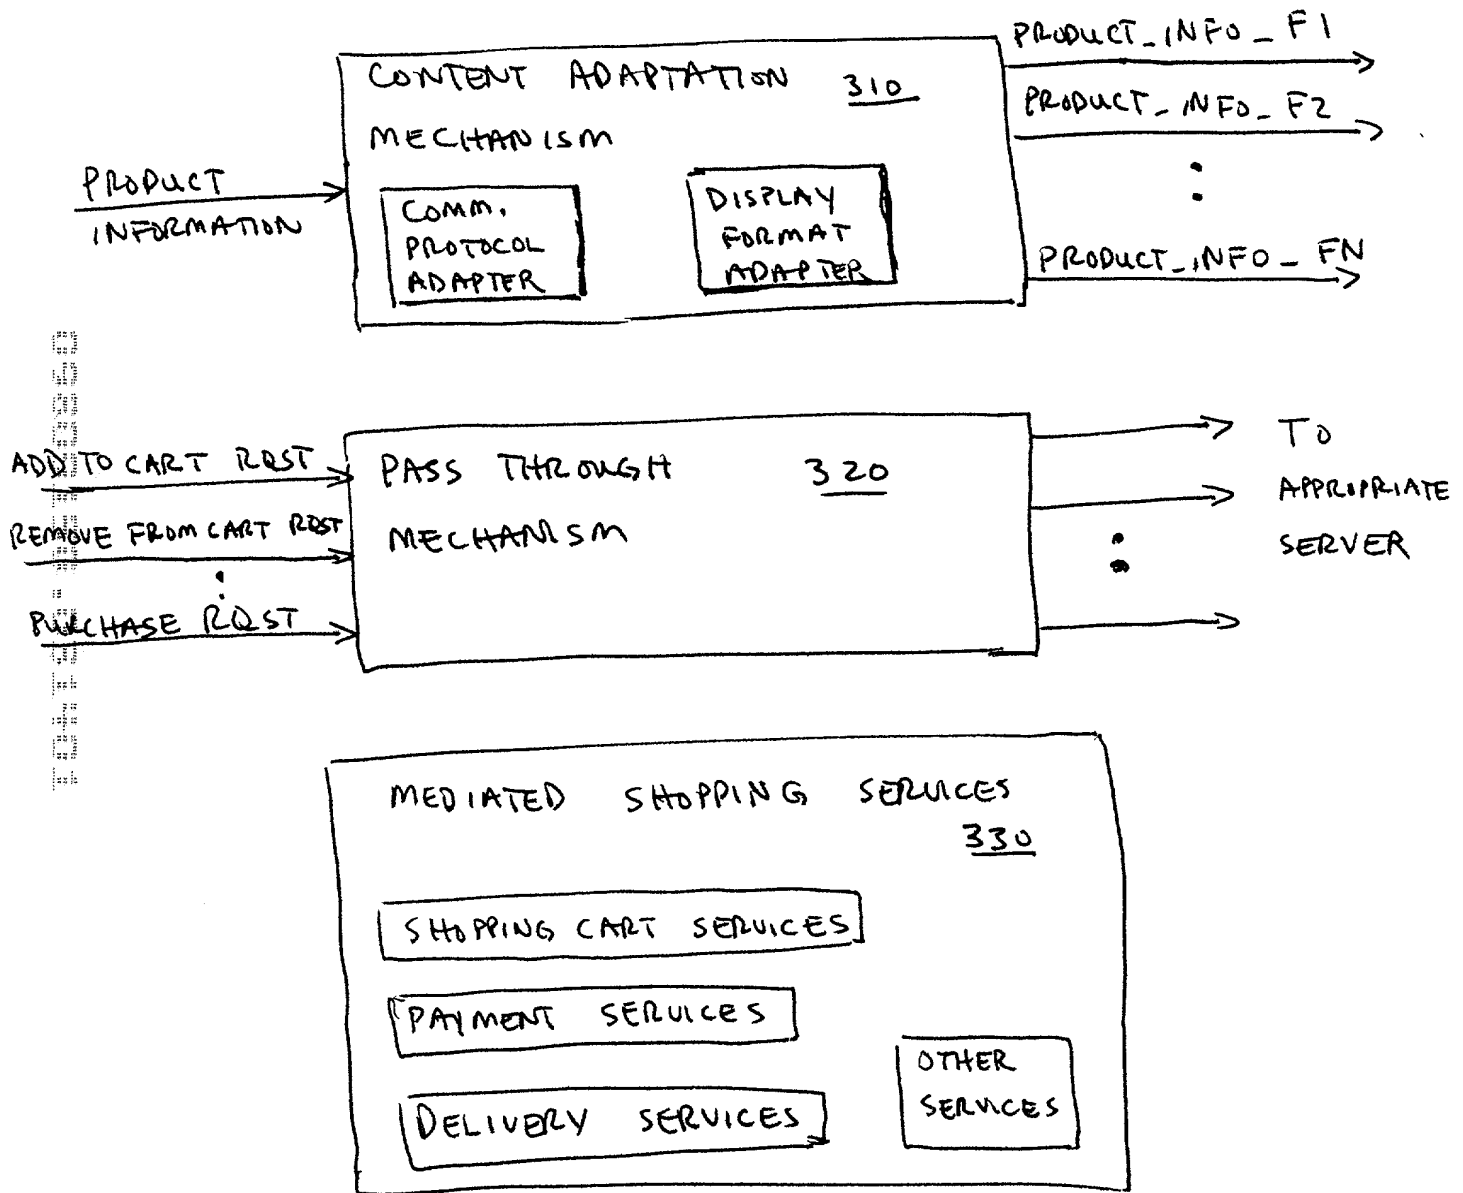 PRODUCT_INFO_F1
CONTENT ADAPTATION 310
PRODUCT_INFO_F2
MECHANISM
PRODUCT
INFORMATION
COMM.
PROTOCOL
ADAPTER
DISPLAY
FORMAT
ADAPTER
PRODUCT_INFO_FN
ADD TO CART RQST
REMOVE FROM CART RQST
PURCHASE RQST
PASS THROUGH 320
MECHANISM
TO
APPROPRIATE
SERVER
MEDIATED SHOPPING SERVICES
330
SHOPPING CART SERVICES
PAYMENT SERVICES
DELIVERY SERVICES
OTHER
SERVICES